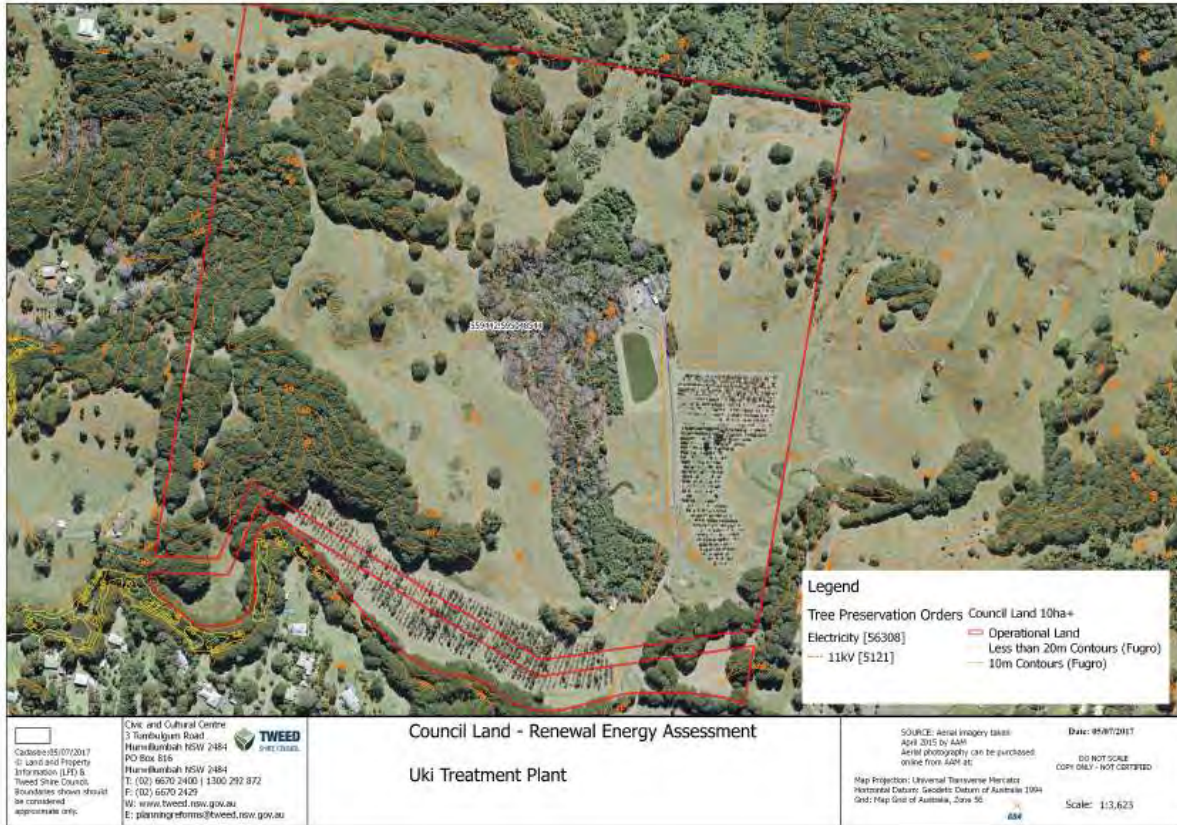 Legend
Tree Preservation Orders
Electricity [56308]
11kV [5121]
Council Land 10ha+
Operational Land
Less than 20m Contours (Fugro)
10m Contours (Fugro)
Cadastre:05/07/2017
© Land and Property
Information (LPI) &
Tweed Shire Council.
Boundaries shown should
be considered
approximate only.
Civic and Cultural Centre
3 Tumbulgum Road
Murwillumbah NSW 2484
PO Box 816
Murwillumbah NSW 2484
T: (02) 6670 2400 | 1300 292 872
F: (02) 6670 2429
W: www.tweed.nsw.gov.au
E: planningreforms@tweed.nsw.gov.au
TWEED
SHIRE COUNCIL
Council Land - Renewal Energy Assessment
Uki Treatment Plant
SOURCE: Aerial imagery taken
April 2015 by AAM
Aerial photography can be purchased
online from AAM at:
Map Projection: Universal Transverse Mercator
Horizontal Datum: Geodetic Datum of Australia 1994
Grid: Map Grid of Australia, Zone 56
Date: 05/07/2017
DO NOT SCALE
COPY ONLY - NOT CERTIFIED
Scale: 1:3,623